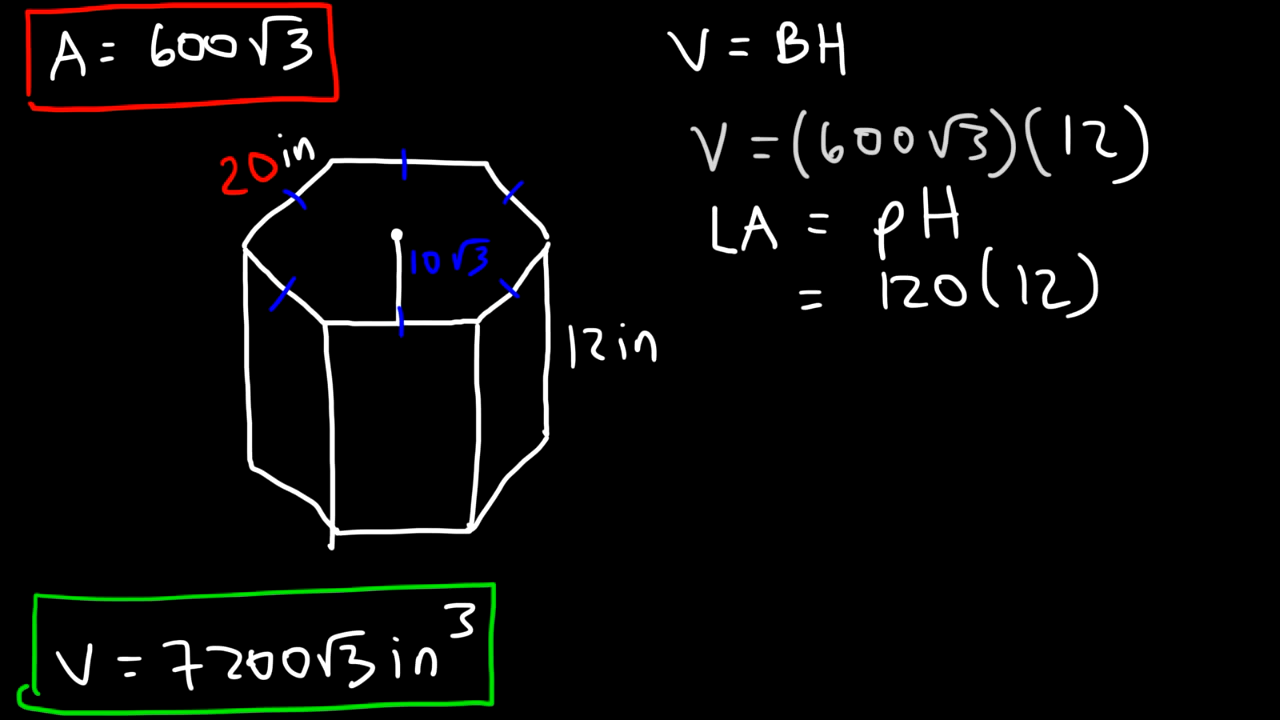 A = 600√3
V = BH
V = (600√3)(12)
20in
LA = pH
10√3
= 120(12)
12in
V = 7200√3 in³